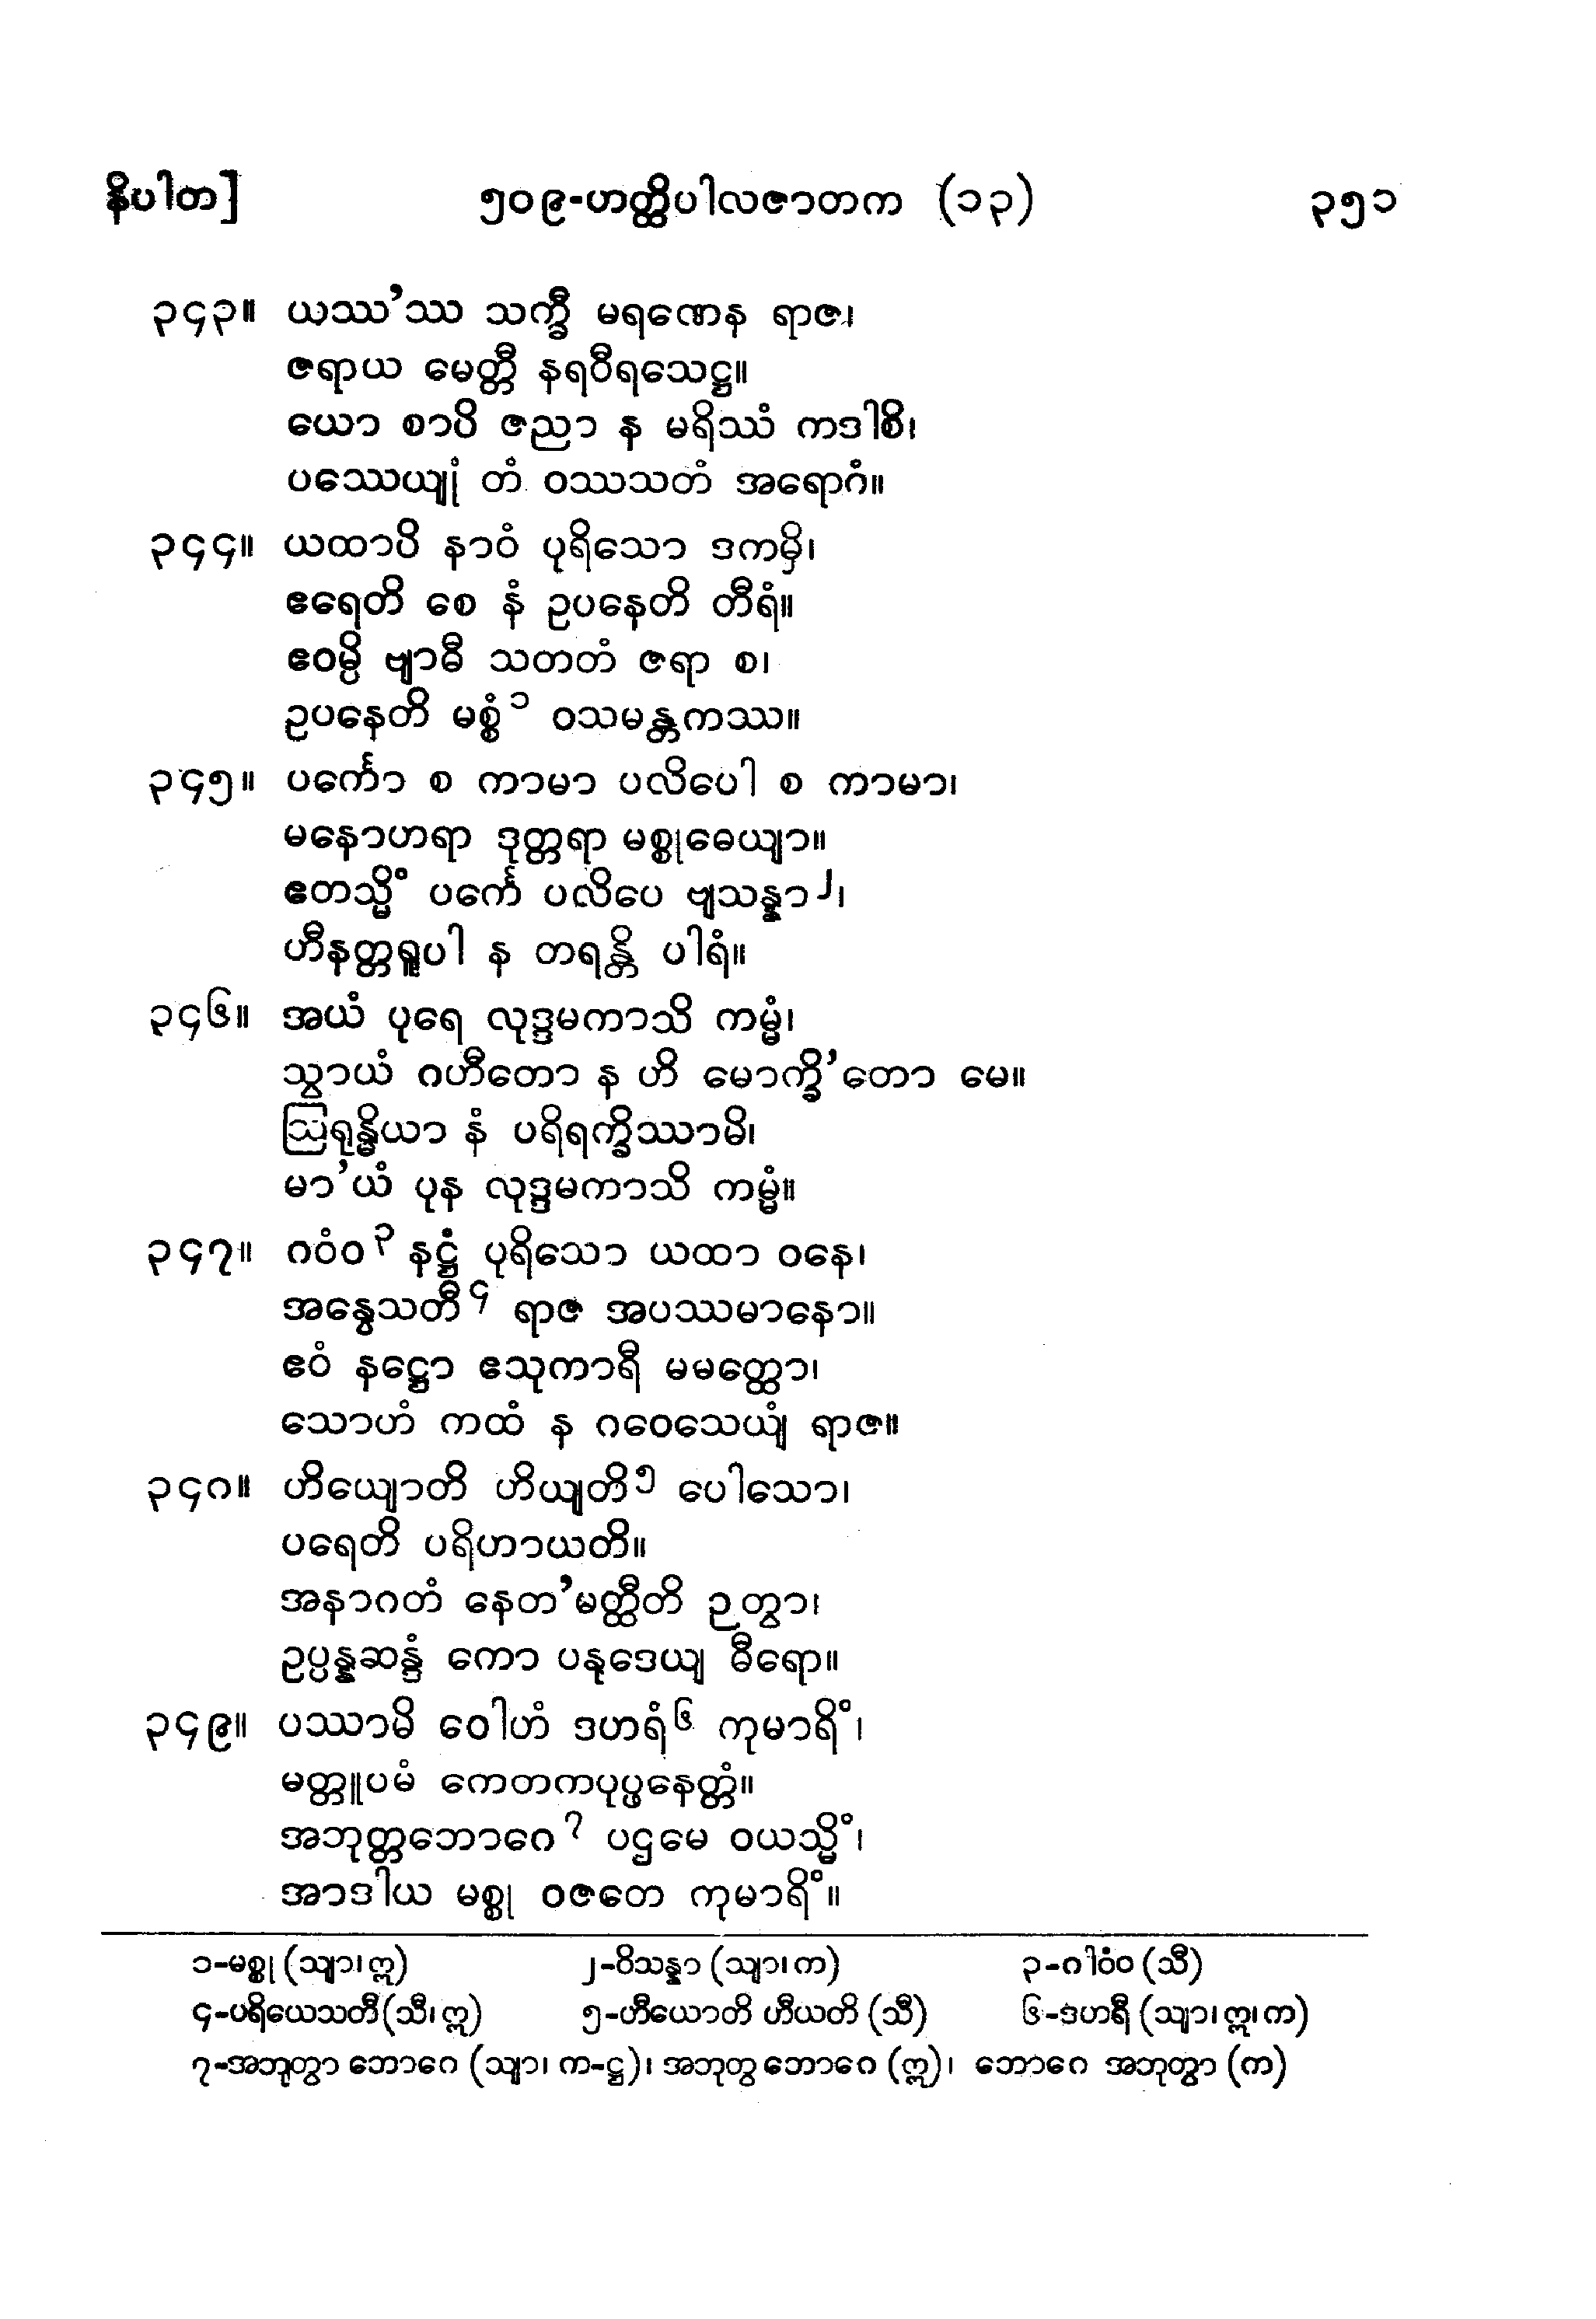 နိပါတ] ၅၀၉-ဟတ္ထိပါလဇာတက (၁၃) ၃၅၁
၃၄၃။ ယဿ’ဿ သက္ခီ မရဏေန ရာဇ၊
ဇရာယ မေတ္တီ နရဝီရသေဋ္ဌ။
ယော စာပိ ဇညာ န မရိဿံ ကဒါစိ၊
ပဿေယျုံ တံ ဝဿသတံ အရောဂံ။
၃၄၄။ ယထာပိ နာဝံ ပုရိသော ဒကမှိ၊
ဧရေတိ စေ နံ ဥပနေတိ တီရံ။
ဧဝမ္ပိ ဗျာဓီ သတတံ ဇရာ စ၊
ဥပနေတိ မစ္စံ၁ ဝသမန္တကဿ။
၃၄၅။ ပင်္ကော စ ကာမာ ပလိပေါ စ ကာမာ၊
မနောဟရာ ဒုတ္တရာ မစ္စုဓေယျာ။
ဧတသ္မိံ ပင်္ကေ ပလိပေ ဗျသန္နာ၂၊
ဟီနတ္တရူပါ န တရန္တိ ပါရံ။
၃၄၆။ အယံ ပုရေ လုဒ္ဒမကာသိ ကမ္မံ၊
သွာယံ ဂဟီတော န ဟိ မောက္ခိ’တော မေ။
ဩရုန္ဓိယာ နံ ပရိရက္ခိဿာမိ၊
မာ’ယံ ပုန လုဒ္ဒမကာသိ ကမ္မံ။
၃၄၇။ ဂဝံဝ၃ နဋ္ဌံ ပုရိသော ယထာ ဝနေ၊
အန္ဝေသတီ၄ ရာဇ အပဿမာနော။
ဧဝံ နဋ္ဌော ဧသုကာရီ မမတ္ထော၊
သောဟံ ကထံ န ဂဝေသေယျံ ရာဇ။
၃၄၈။ ဟိယျောတိ ဟိယျတိ၅ ပေါသော၊
ပရေတိ ပရိဟာယတိ။
အနာဂတံ နေတ’မတ္ထီတိ ဉတွာ၊
ဥပ္ပန္နဆန္ဒံ ကော ပနုဒေယျ ဓီရော။
၃၄၉။ ပဿာမိ ဝေါဟံ ဒဟရံ၆ ကုမာရိံ၊
မတ္တူပမံ ကေတကပုပ္ဖနေတ္တံ။
အဘုတ္တဘောဂေ၇ ပဌမေ ဝယသ္မိံ၊
အာဒါယ မစ္စု ဝဇတေ ကုမာရိံ။
၁-မစ္စု (သျာ၊ဣ) ၂-ဝိသန္နာ (သျာ၊က) ၃-ဂါဝံဝ (သီ)
၄-ပရိယေသတီ(သီ၊ဣ) ၅-ဟီယောတိ ဟီယတိ (သီ) ၆-ဒဟရီ (သျာ၊ဣ၊က)
၇-အဘုတွာ ဘောဂေ (သျာ၊ က-ဋ္ဌ)၊ အဘုတွ ဘောဂေ (ဣ)၊ ဘောဂေ အဘုတွာ (က)